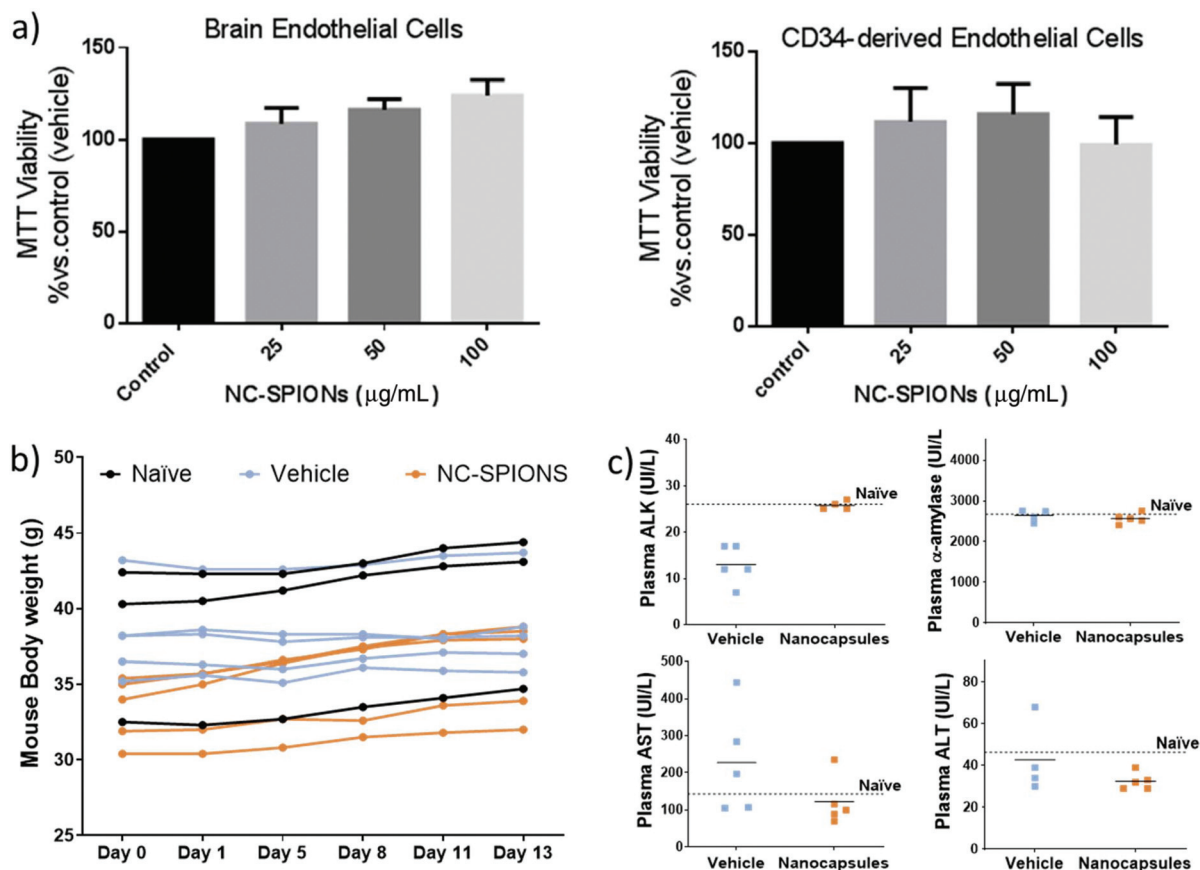 a)
Brain Endothelial Cells
MTT Viability
%vs.control (vehicle)
150
100
50
0
Control
25
50
100
NC-SPIONs (µg/mL)
CD34-derived Endothelial Cells
MTT Viability
%vs.control (vehicle)
150
100
50
0
control
25
50
100
NC-SPIONs (µg/mL)
b)
Naïve
Vehicle
NC-SPIONS
Mouse Body weight (g)
50
45
40
35
30
25
Day 0
Day 1
Day 5
Day 8
Day 11
Day 13
c)
Plasma ALK (UI/L)
40
30
20
10
0
Naïve
Vehicle
Nanocapsules
Plasma α-amylase (UI/L
4000
3000
2000
1000
0
Naïve
Vehicle
Nanocapsules
Plasma AST (UI/L)
500
400
300
200
100
0
Naïve
Vehicle
Nanocapsules
Plasma ALT (UI/L)
80
60
40
20
0
Naïve
Vehicle
Nanocapsules